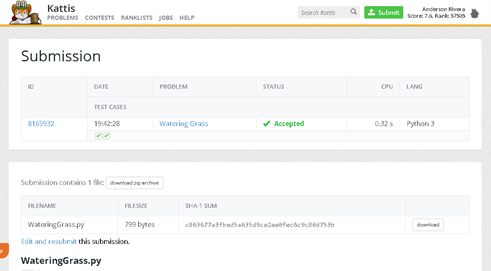 Kattis
PROBLEMS CONTESTS RANKLISTS JOBS HELP
Search Kattis
Submit
Anderson Rivera
Score: 7.6, Rank: 57505
Submission
ID DATE PROBLEM STATUS CPU LANG
TEST CASES
8169932 19:42:28 Watering Grass Accepted 0.32 s Python 3
Submission contains 1 file: download zip archive
FILENAME FILESIZE SHA-1 SUM
WateringGrass.py 799 bytes download
Edit and resubmit this submission.
WateringGrass.py